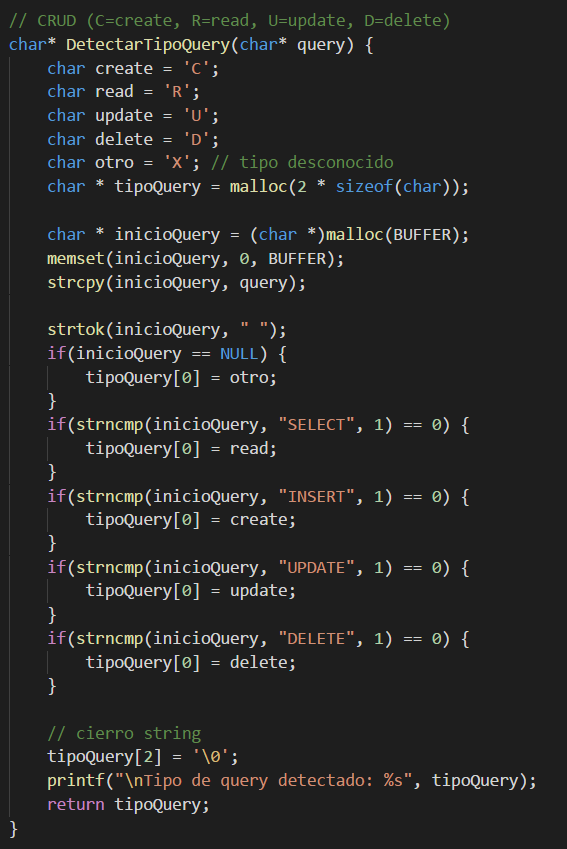 // CRUD (C=create, R=read, U=update, D=delete)
char* DetectarTipoQuery(char* query) {
    char create = 'C';
    char read = 'R';
    char update = 'U';
    char delete = 'D';
    char otro = 'X'; // tipo desconocido
    char * tipoQuery = malloc(2 * sizeof(char));

    char * inicioQuery = (char *)malloc(BUFFER);
    memset(inicioQuery, 0, BUFFER);
    strcpy(inicioQuery, query);

    strtok(inicioQuery, " ");
    if(inicioQuery == NULL) {
        tipoQuery[0] = otro;
    }
    if(strncmp(inicioQuery, "SELECT", 1) == 0) {
        tipoQuery[0] = read;
    }
    if(strncmp(inicioQuery, "INSERT", 1) == 0) {
        tipoQuery[0] = create;
    }
    if(strncmp(inicioQuery, "UPDATE", 1) == 0) {
        tipoQuery[0] = update;
    }
    if(strncmp(inicioQuery, "DELETE", 1) == 0) {
        tipoQuery[0] = delete;
    }

    // cierro string
    tipoQuery[2] = '\0';
    printf("\nTipo de query detectado: %s", tipoQuery);
    return tipoQuery;
}